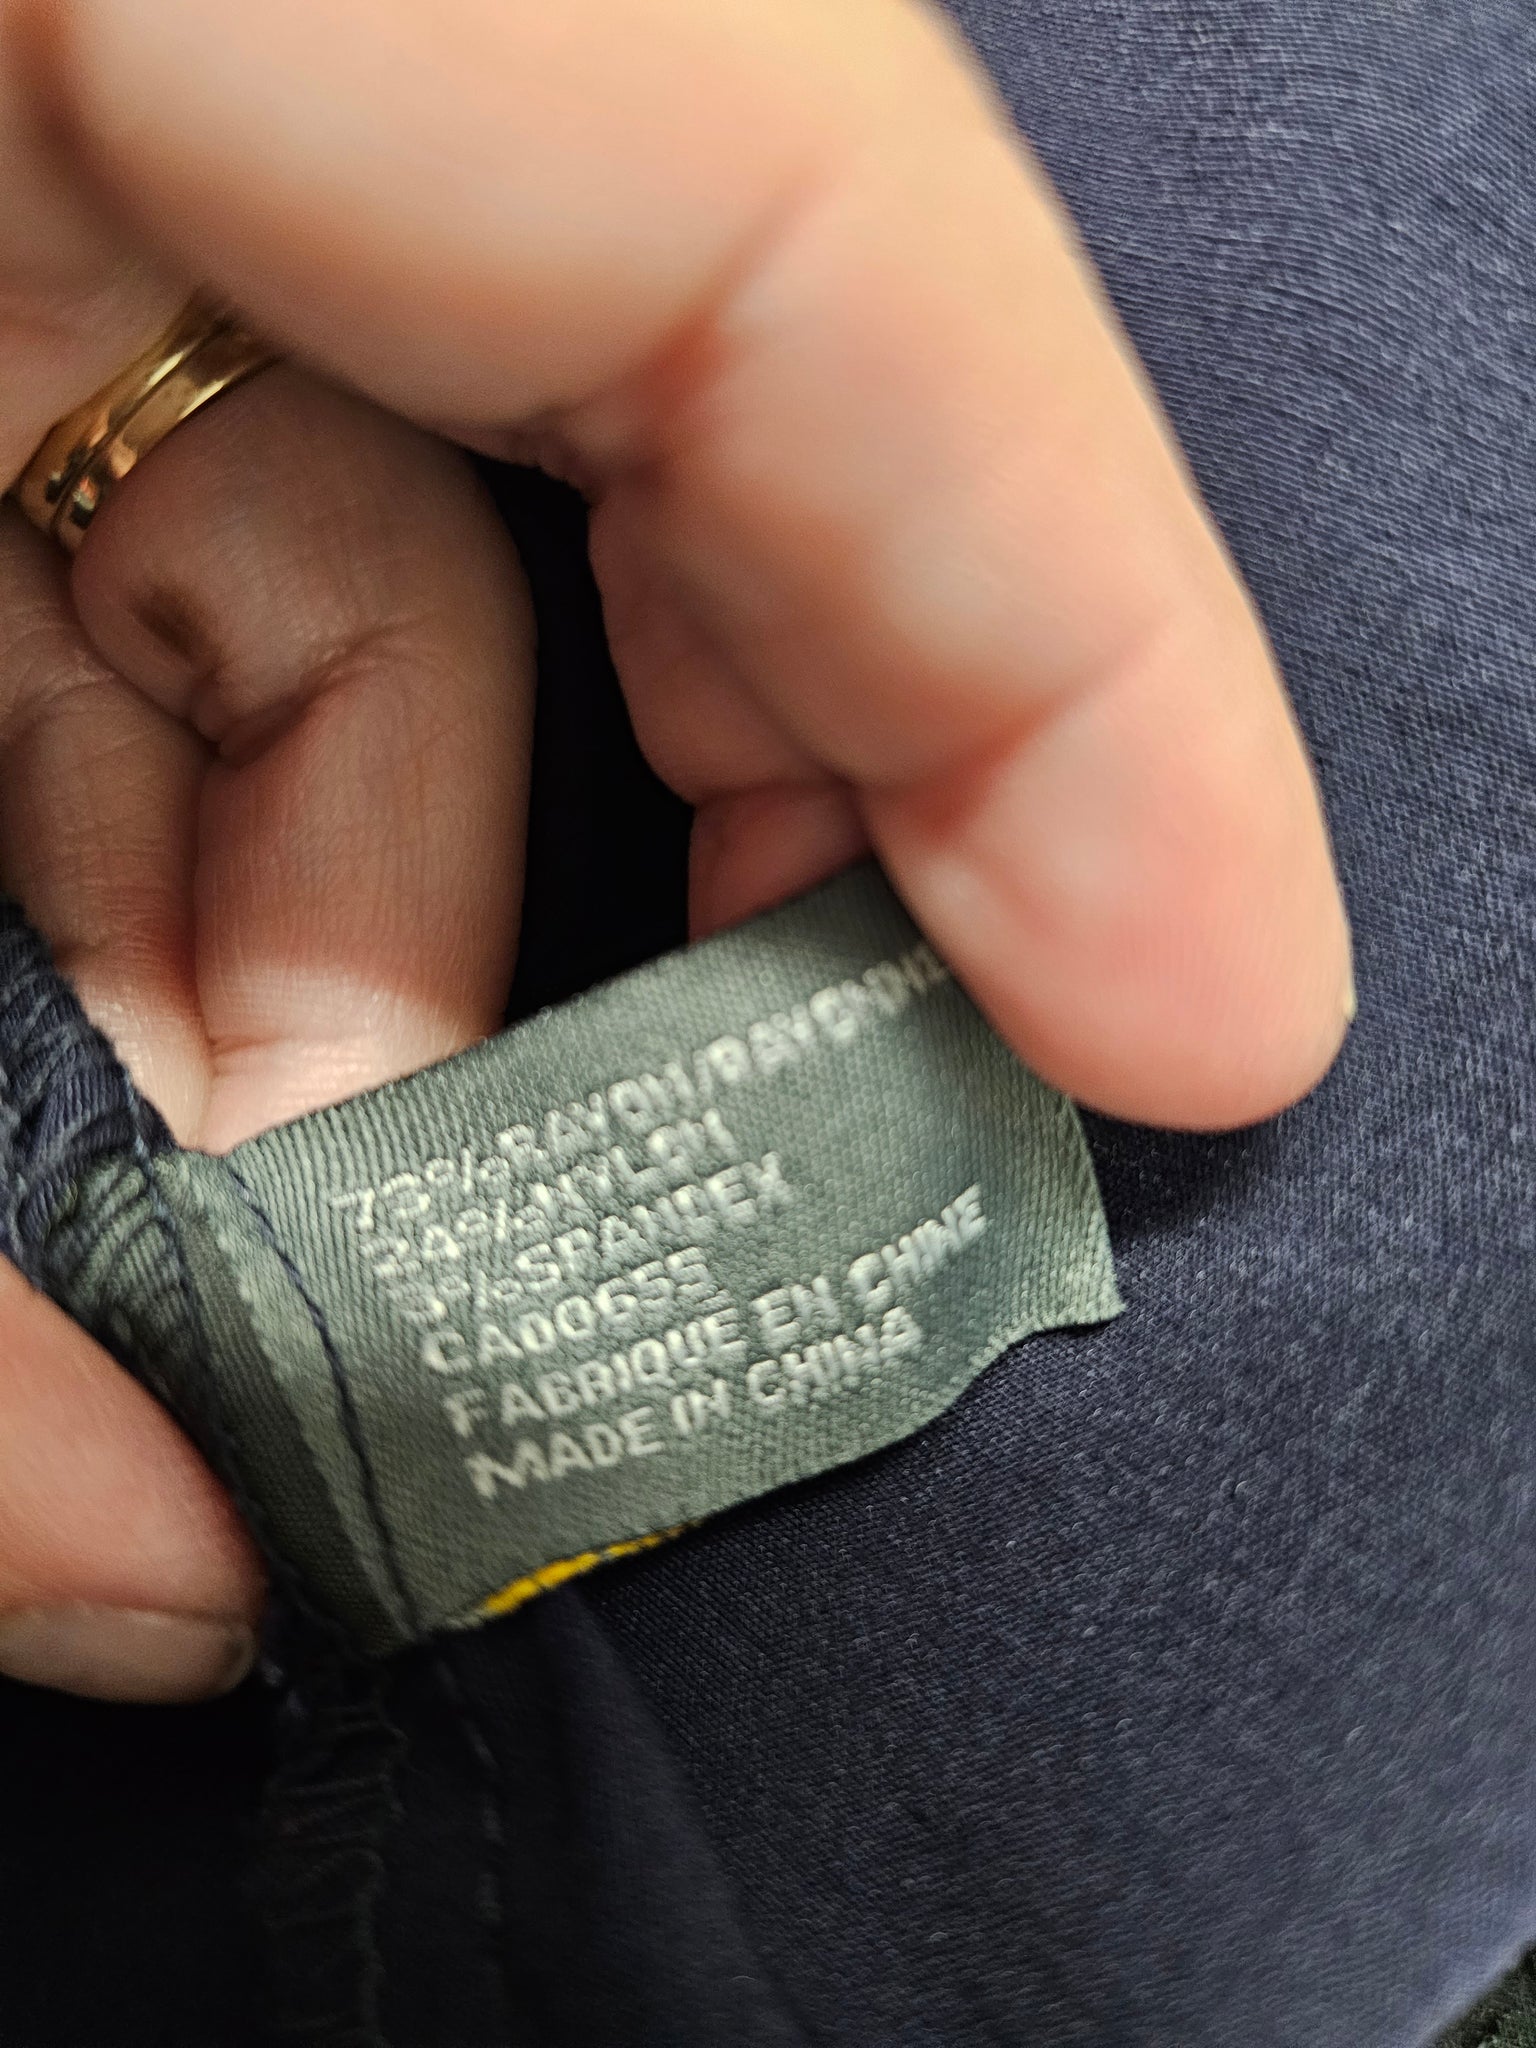 73% RAYON/RAYONNE
24% NYLON
3% SPANDEX
CA00655
FABRIQUE EN CHINE
MADE IN CHINA